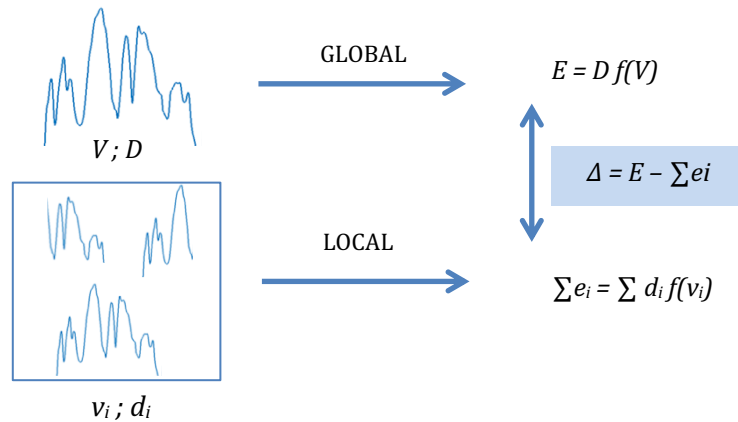 GLOBAL
E = D f(V)
V ; D
Δ = E – ∑ei
LOCAL
∑eᵢ = ∑ dᵢ f(vᵢ)
vᵢ ; dᵢ